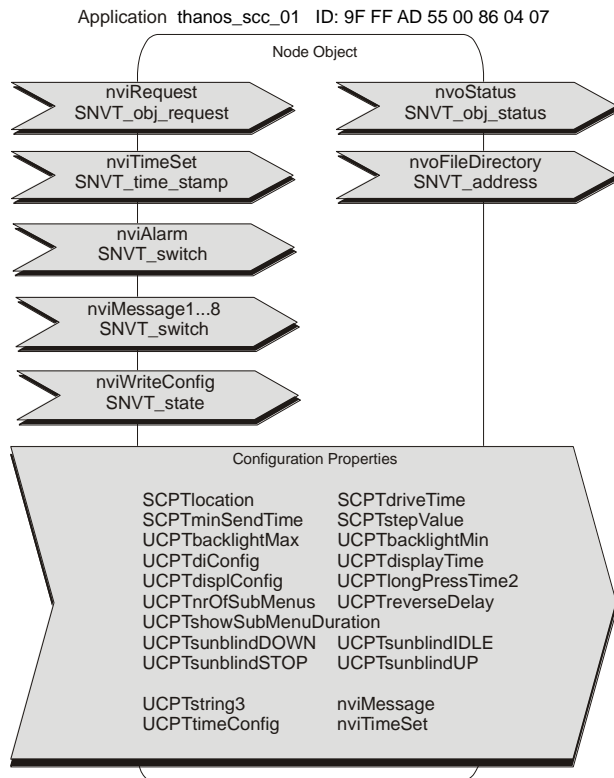 Application thanos_scc_01 ID: 9F FF AD 55 00 86 04 07
Node Object
nviRequest
SNVT_obj_request
nvoStatus
SNVT_obj_status
nviTimeSet
SNVT_time_stamp
nvoFileDirectory
SNVT_address
nviAlarm
SNVT_switch
nviMessage1...8
SNVT_switch
nviWriteConfig
SNVT_state
Configuration Properties
SCPTlocation SCPTdriveTime
SCPTminSendTime SCPTstepValue
UCPTbacklightMax UCPTbacklightMin
UCPTdiConfig UCPTdisplayTime
UCPTdisplConfig UCPTlongPressTime2
UCPTnrOfSubMenus UCPTreverseDelay
UCPTshowSubMenuDuration
UCPTsunblindDOWN UCPTsunblindIDLE
UCPTsunblindSTOP UCPTsunblindUP
UCPTstring3 nviMessage
UCPTtimeConfig nviTimeSet